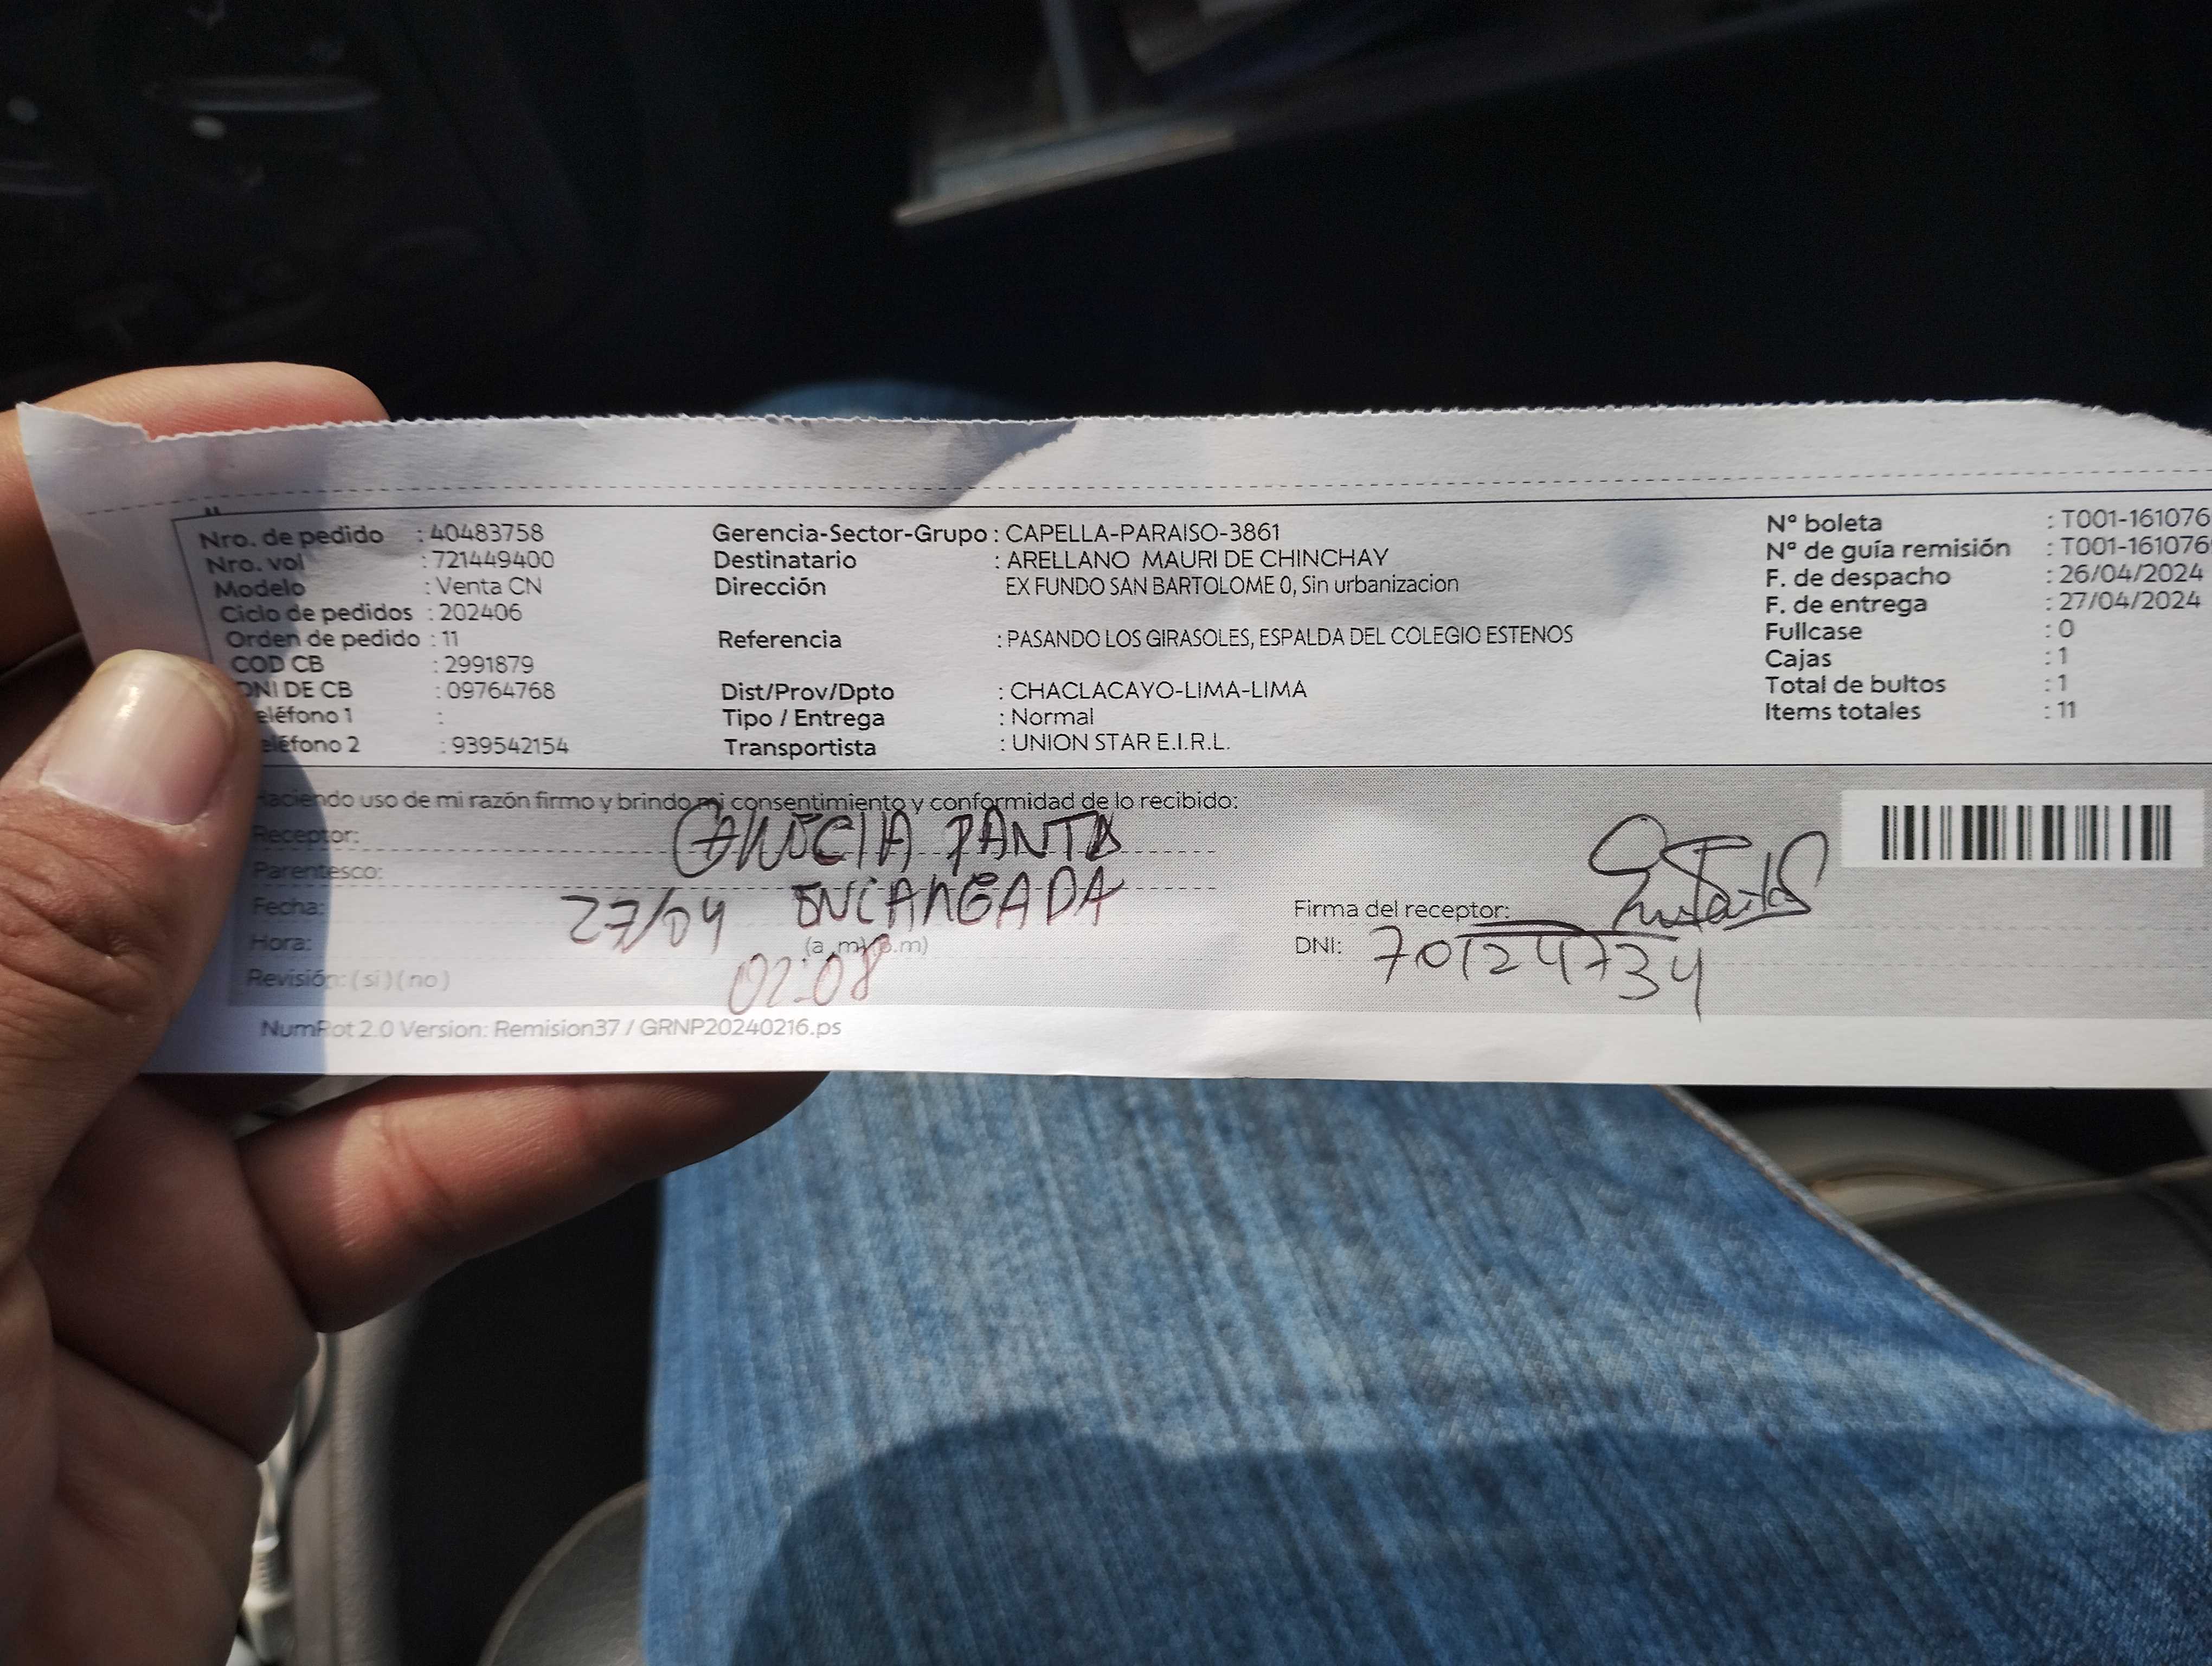 Nro. de pedido : 40483758
Nro. vol : 721449400
Modelo : Venta CN
Ciclo de pedidos : 202406
Orden de pedido : 11
COD CB : 2991879
DNI DE CB : 09764768
eléfono 1 :
eléfono 2 : 939542154
Gerencia-Sector-Grupo : CAPELLA-PARAISO-3861
Destinatario : ARELLANO MAURI DE CHINCHAY
Dirección EX FUNDO SAN BARTOLOME 0, Sin urbanizacion
Referencia : PASANDO LOS GIRASOLES, ESPALDA DEL COLEGIO ESTENOS
Dist/Prov/Dpto : CHACLACAYO-LIMA-LIMA
Tipo / Entrega : Normal
Transportista : UNION STAR E.I.R.L.
N° boleta : T001-161076
N° de guía remisión : T001-161076
F. de despacho : 26/04/2024
F. de entrega : 27/04/2024
Fullcase : 0
Cajas : 1
Total de bultos : 1
Items totales : 11
Haciendo uso de mi razón firmo y brindo mi consentimiento y conformidad de lo recibido:
Receptor: PANTA
Parentesco: ENCARGADA
Fecha: 27/04
Hora: (a.m) (p.m) 02:08
Revisión: (si) (no)
Firma del receptor:
DNI: 70124734
NumRot 2.0 Version: Remision37 / GRNP20240216.ps